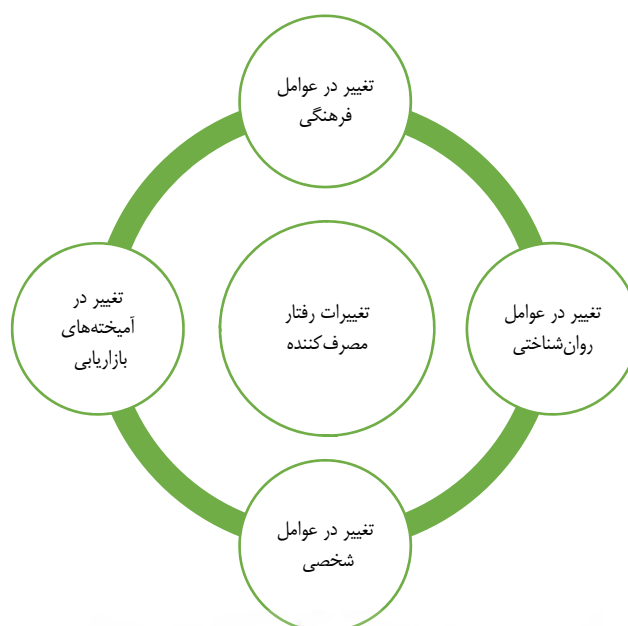 تغییر در عوامل
فرهنگی
تغییر در عوامل
روان‌شناختی
تغییرات رفتار
مصرف‌کننده
تغییر در
آمیخته‌های
بازاریابی
تغییر در عوامل
شخصی